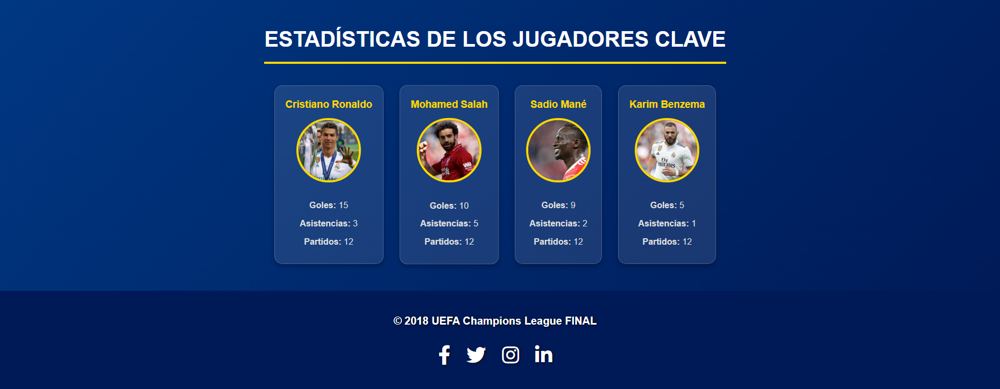 ESTADÍSTICAS DE LOS JUGADORES CLAVE
Cristiano Ronaldo
Goles: 15
Asistencias: 3
Partidos: 12
Mohamed Salah
Goles: 10
Asistencias: 5
Partidos: 12
Sadio Mané
Goles: 9
Asistencias: 2
Partidos: 12
Karim Benzema
Fly
Emirates
Goles: 5
Asistencias: 1
Partidos: 12
© 2018 UEFA Champions League FINAL